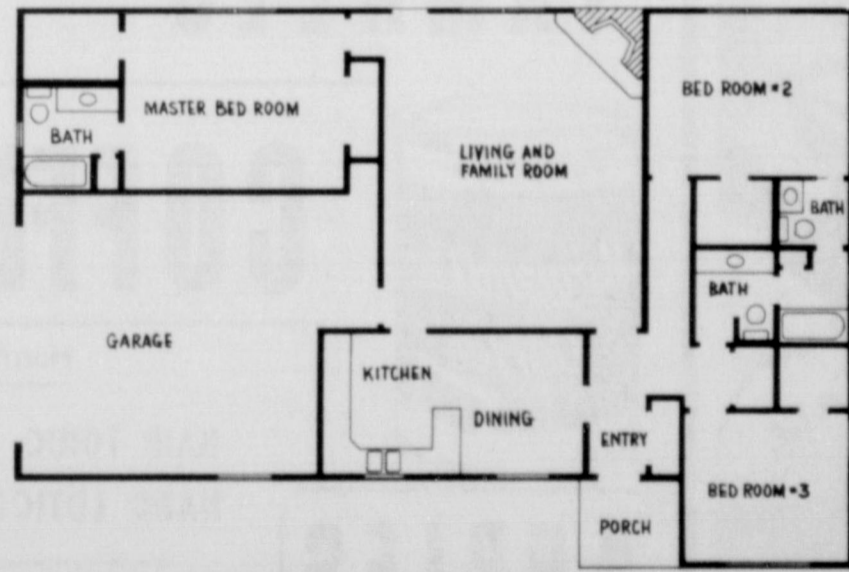 MASTER BED ROOM
BATH
LIVING AND
FAMILY ROOM
BED ROOM #2
BATH
BATH
GARAGE
KITCHEN
DINING
ENTRY
PORCH
BED ROOM #3